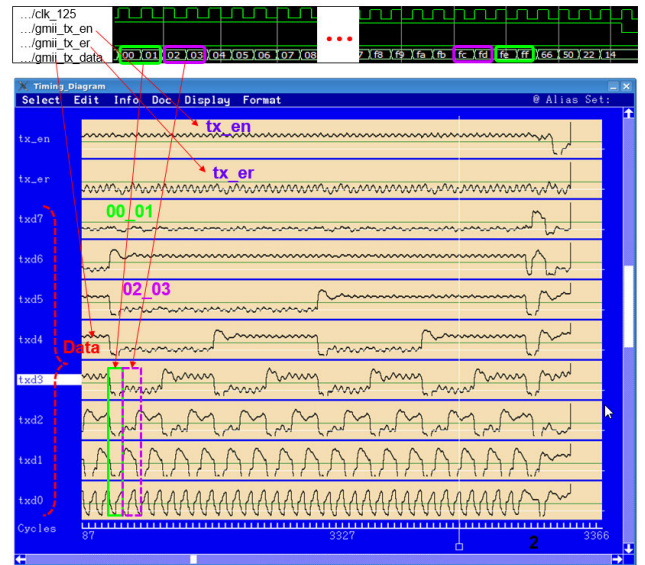 .../clk_125
.../gmii_tx_en
.../gmii_tx_er
.../gmii_tx_data 00 01 02 03 04 05 06 07 08 f8 f9 fa fb fc fd fe ff 66 50 22 14
Timing_Diagram
Select Edit Info Doc Display Format @ Alias Set:
tx_en tx_en
tx_er tx_er
txd7 00_01
txd6
txd5 02_03
txd4 Data
txd3
txd2
txd1
txd0
Cycles 87 3327 2 3366